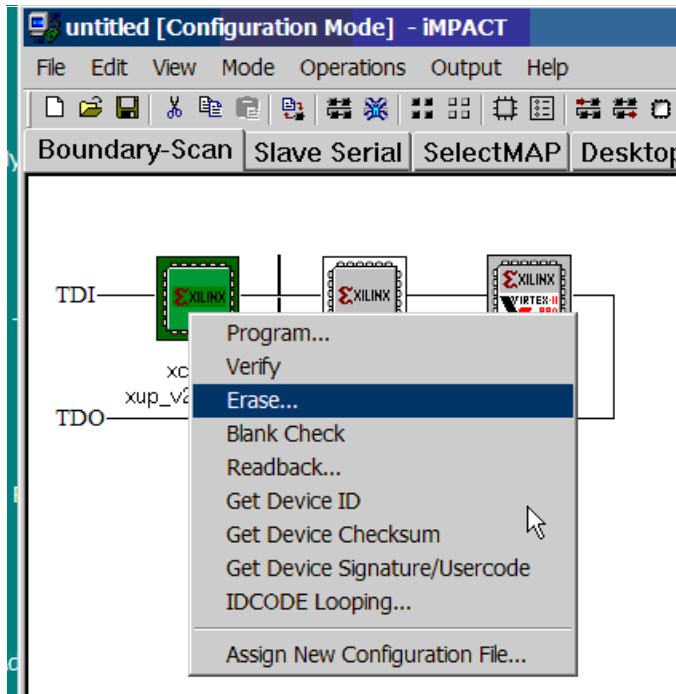 untitled [Configuration Mode] - iMPACT
File Edit View Mode Operations Output Help
Boundary-Scan Slave Serial SelectMAP Desktop
TDI
XILINX
XILINX
XILINX
VIRTEX-II
Program...
xc
Verify
xup_v2
Erase...
TDO
Blank Check
Readback...
Get Device ID
Get Device Checksum
Get Device Signature/Usercode
IDCODE Looping...
Assign New Configuration File...